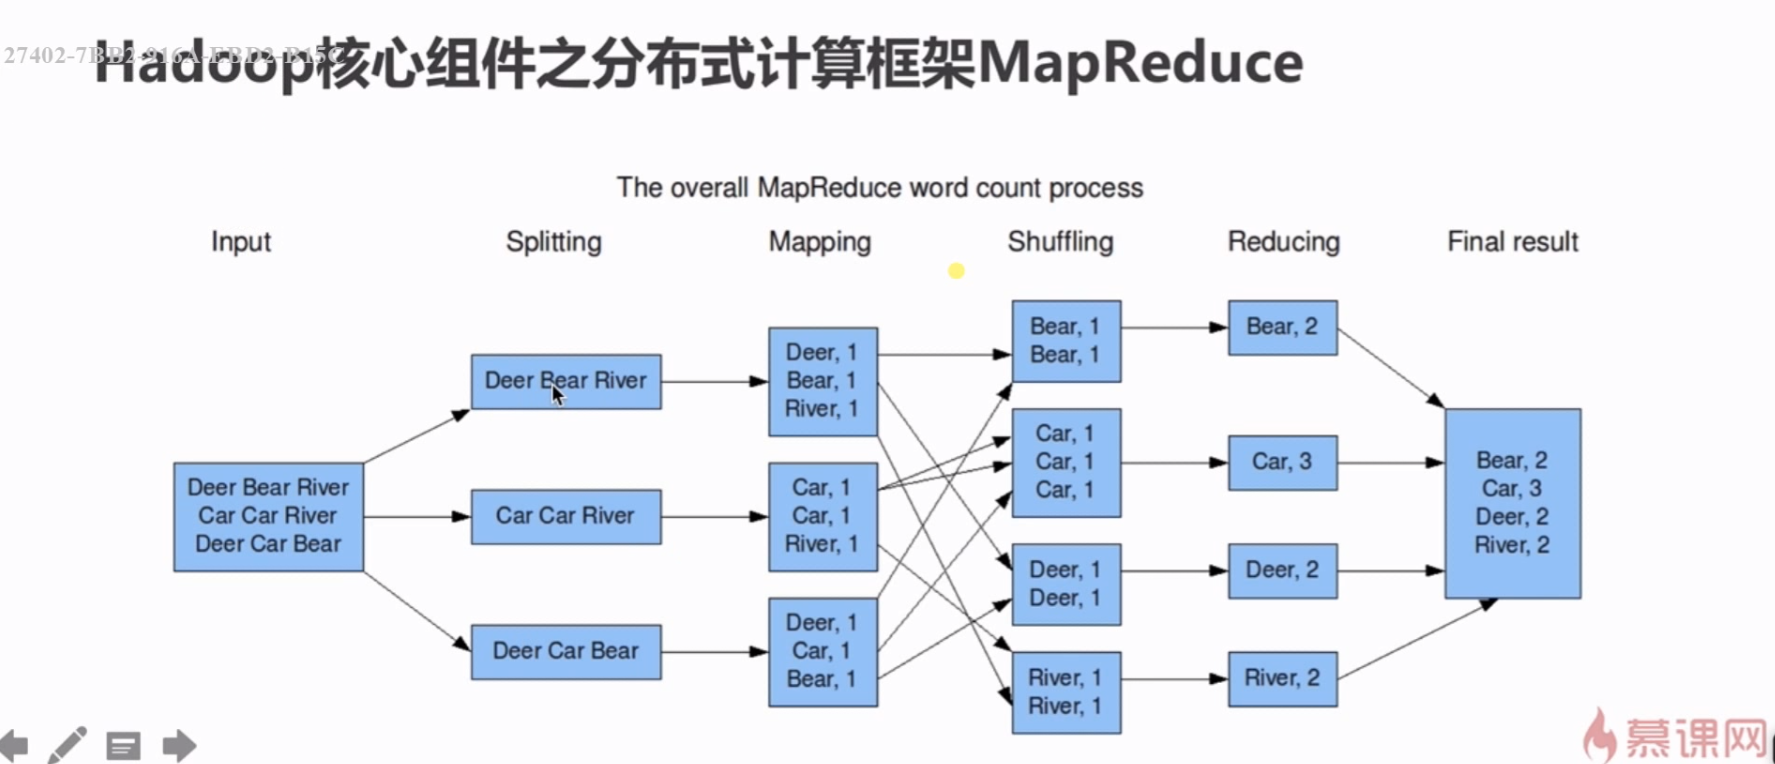 27402-7BB2-916A-EBD2-B15C
Hadoop核心组件之分布式计算框架MapReduce
The overall MapReduce word count process
Input
Splitting
Mapping
Shuffling
Reducing
Final result
Deer Bear River
Car Car River
Deer Car Bear
Deer Bear River
Car Car River
Deer Car Bear
Deer, 1
Bear, 1
River, 1
Car, 1
Car, 1
River, 1
Deer, 1
Car, 1
Bear, 1
Bear, 1
Bear, 1
Car, 1
Car, 1
Car, 1
Deer, 1
Deer, 1
River, 1
River, 1
Bear, 2
Car, 3
Deer, 2
River, 2
Bear, 2
Car, 3
Deer, 2
River, 2
慕课网